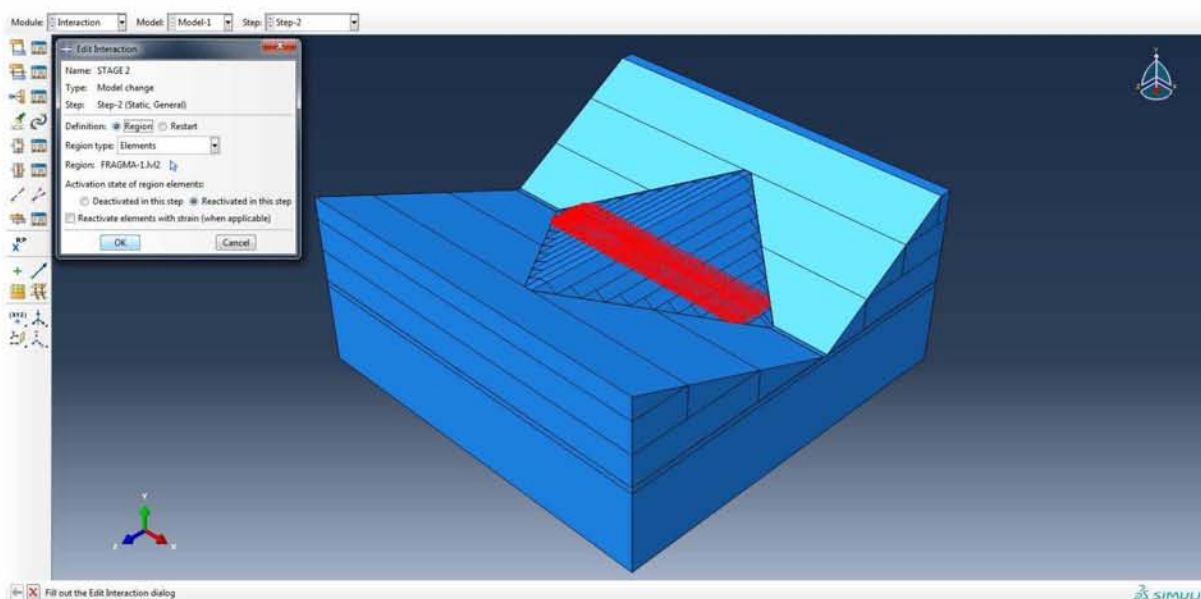 Module: Interaction Model: Model-1 Step: Step-2
Edit Interaction
Name: STAGE 2
Type: Model change
Step: Step-2 (Static, General)
Definition: Region Restart
Region type: Elements
Region: FRAGMA-1.lvl2
Activation state of region elements:
Deactivated in this step Reactivated in this step
Reactivate elements with strain (when applicable)
OK Cancel
RP
(XYZ)
Y
Z X
Y
Z X
Fill out the Edit Interaction dialog
SIMULI